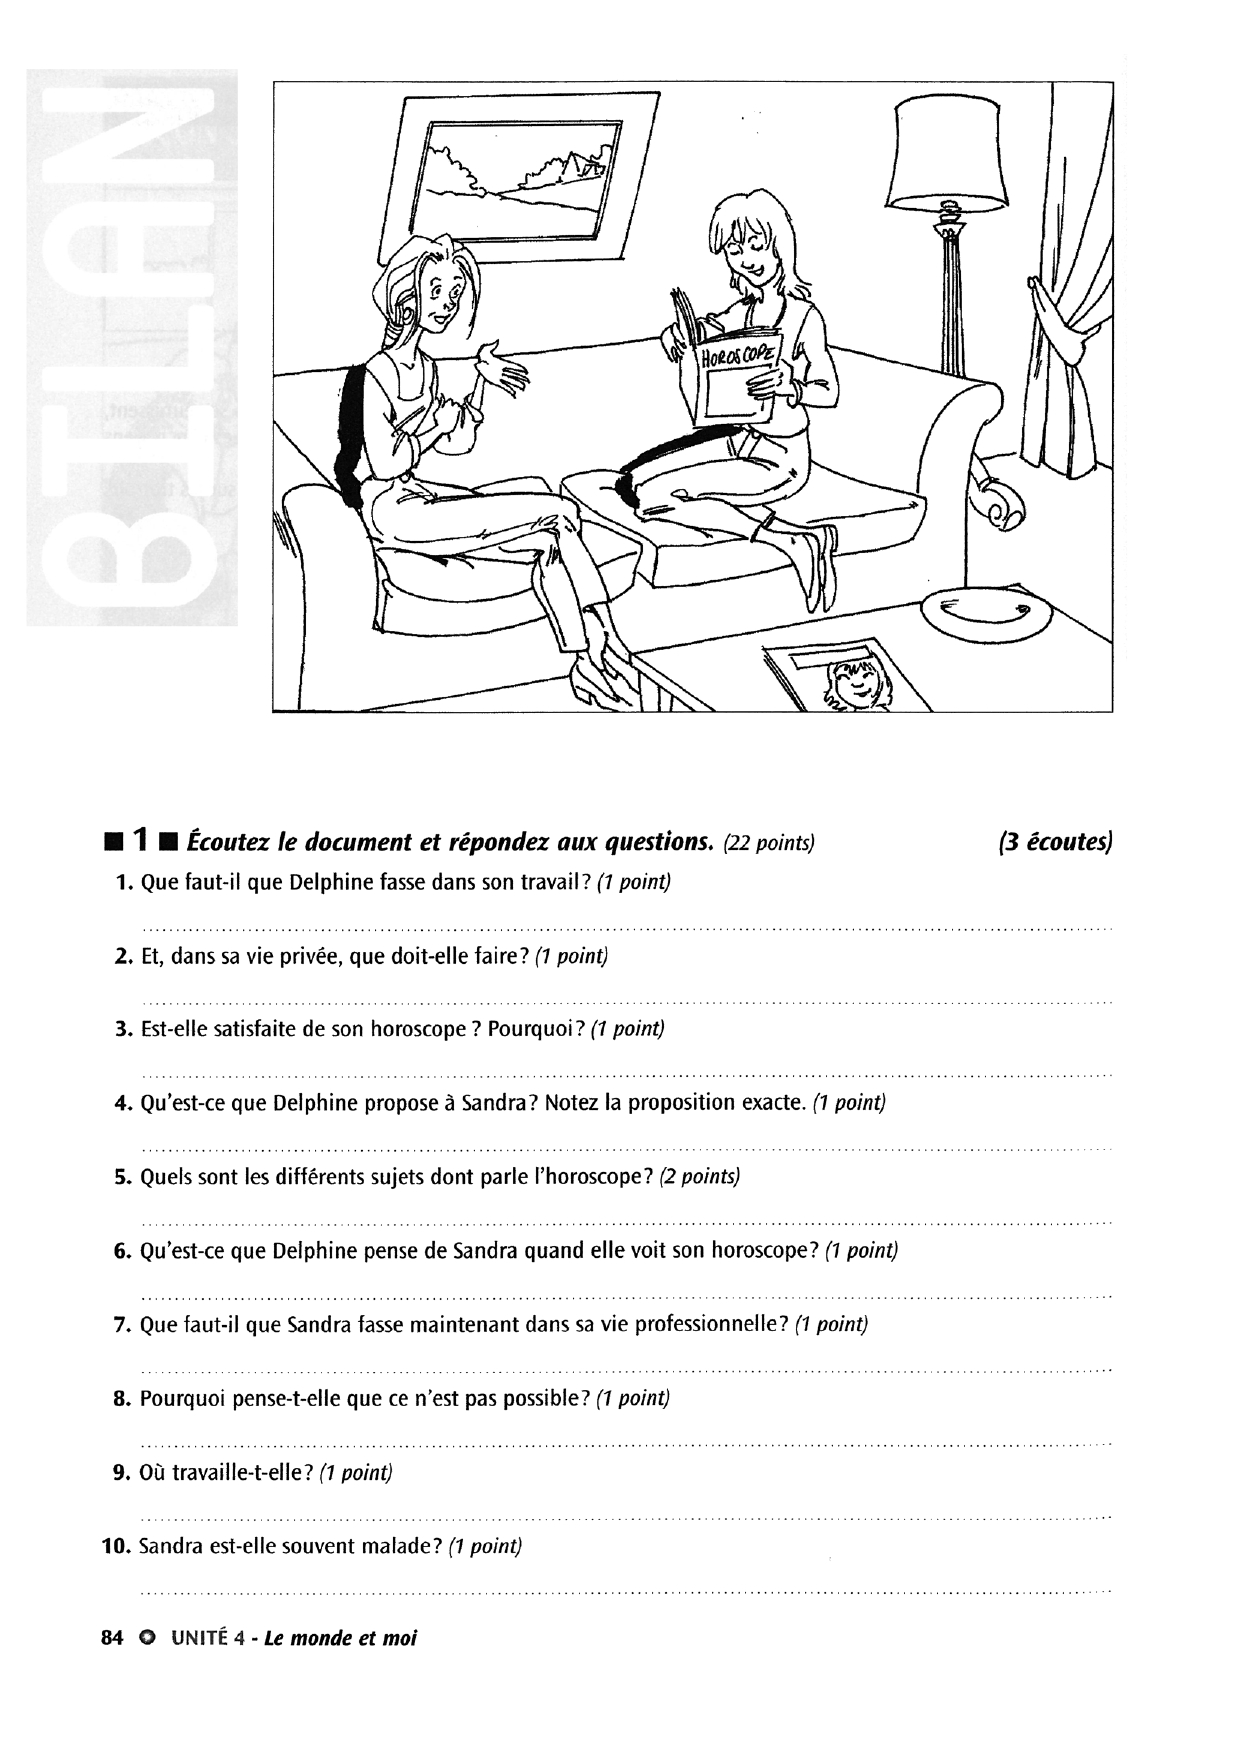 BILAN
HOROSCOPE
■ 1 ■ Écoutez le document et répondez aux questions. (22 points) (3 écoutes)
1. Que faut-il que Delphine fasse dans son travail? (1 point)
2. Et, dans sa vie privée, que doit-elle faire? (1 point)
3. Est-elle satisfaite de son horoscope ? Pourquoi? (1 point)
4. Qu'est-ce que Delphine propose à Sandra? Notez la proposition exacte. (1 point)
5. Quels sont les différents sujets dont parle l'horoscope? (2 points)
6. Qu'est-ce que Delphine pense de Sandra quand elle voit son horoscope? (1 point)
7. Que faut-il que Sandra fasse maintenant dans sa vie professionnelle? (1 point)
8. Pourquoi pense-t-elle que ce n'est pas possible? (1 point)
9. Où travaille-t-elle? (1 point)
10. Sandra est-elle souvent malade? (1 point)
84 UNITÉ 4 - Le monde et moi